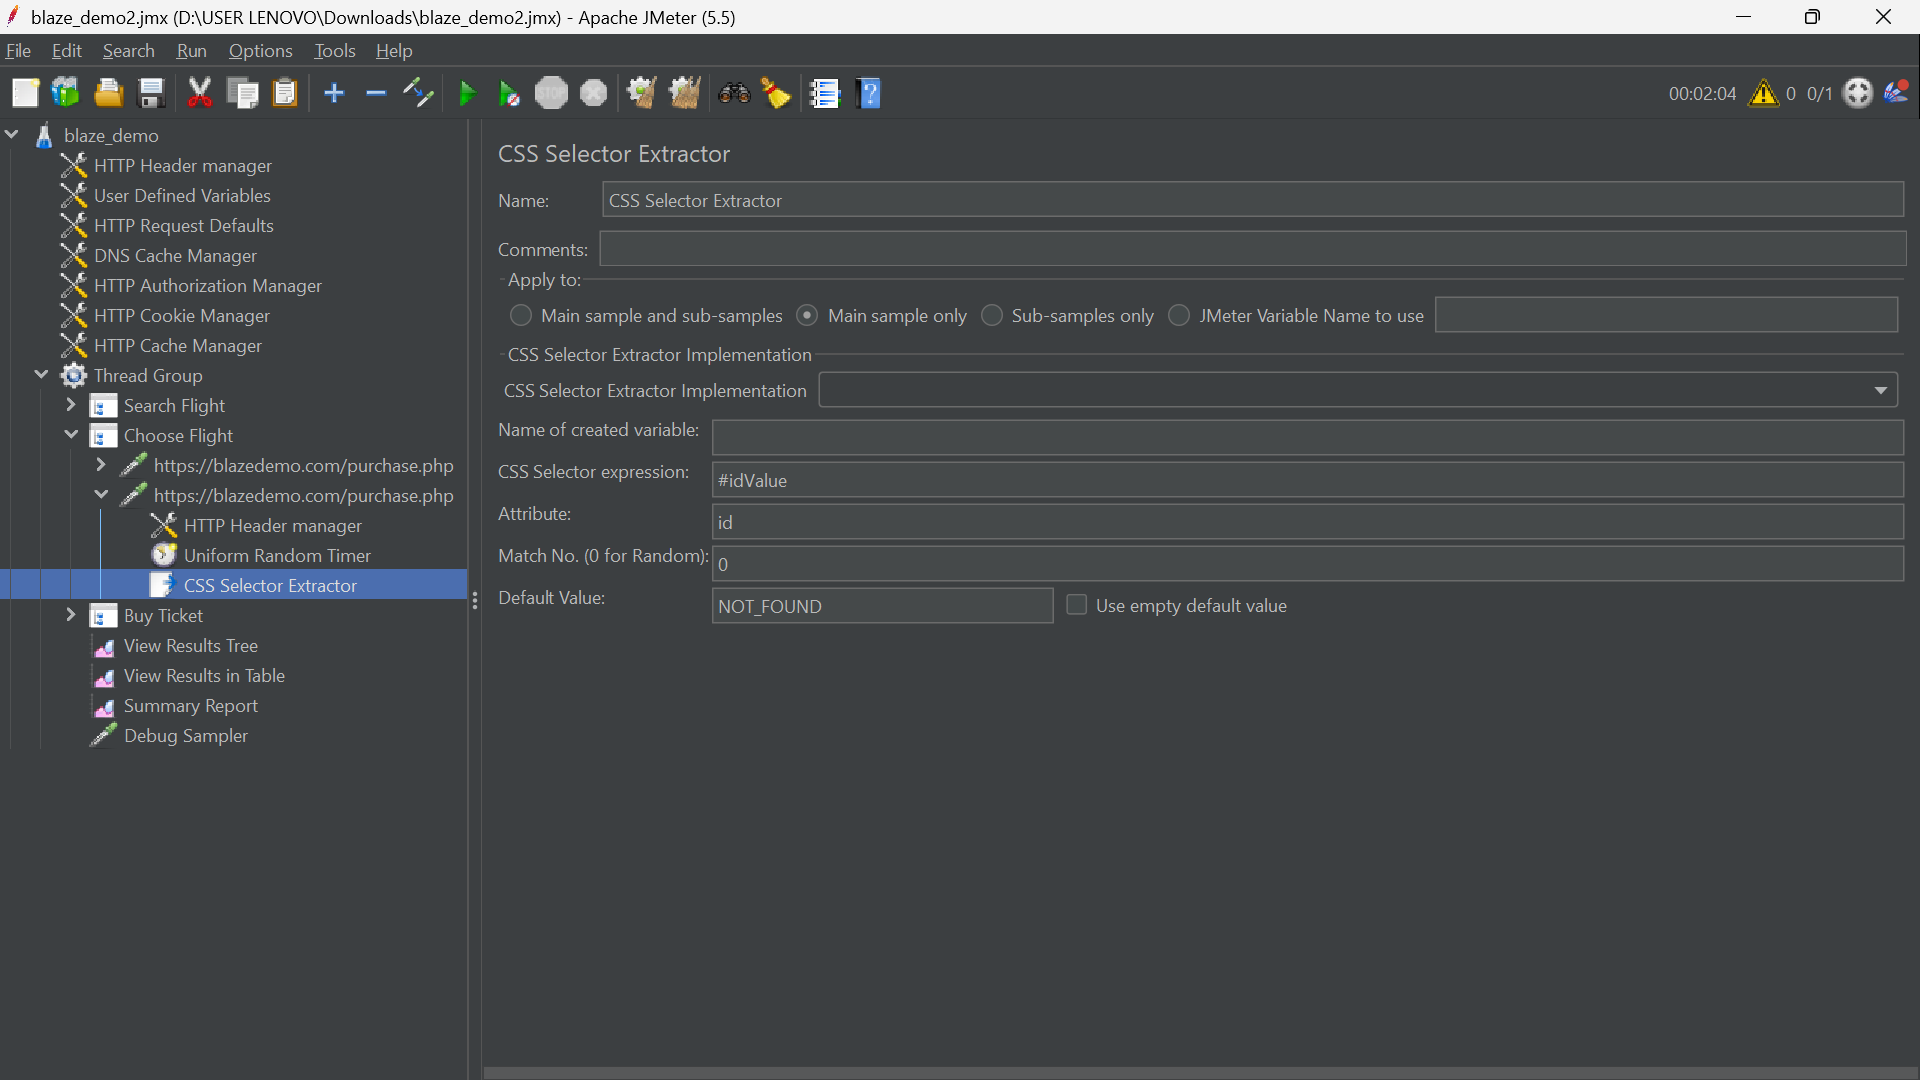 blaze_demo2.jmx (D:\USER LENOVO\Downloads\blaze_demo2.jmx) - Apache JMeter (5.5)
File Edit Search Run Options Tools Help
STOP
00:02:04 0 0/1
blaze_demo
HTTP Header manager
User Defined Variables
HTTP Request Defaults
DNS Cache Manager
HTTP Authorization Manager
HTTP Cookie Manager
HTTP Cache Manager
Thread Group
Search Flight
Choose Flight
https://blazedemo.com/purchase.php
https://blazedemo.com/purchase.php
HTTP Header manager
Uniform Random Timer
CSS Selector Extractor
Buy Ticket
View Results Tree
View Results in Table
Summary Report
Debug Sampler
CSS Selector Extractor
Name: CSS Selector Extractor
Comments:
Apply to:
Main sample and sub-samples Main sample only Sub-samples only JMeter Variable Name to use
CSS Selector Extractor Implementation
CSS Selector Extractor Implementation
Name of created variable:
CSS Selector expression: #idValue
Attribute: id
Match No. (0 for Random): 0
Default Value: NOT_FOUND Use empty default value